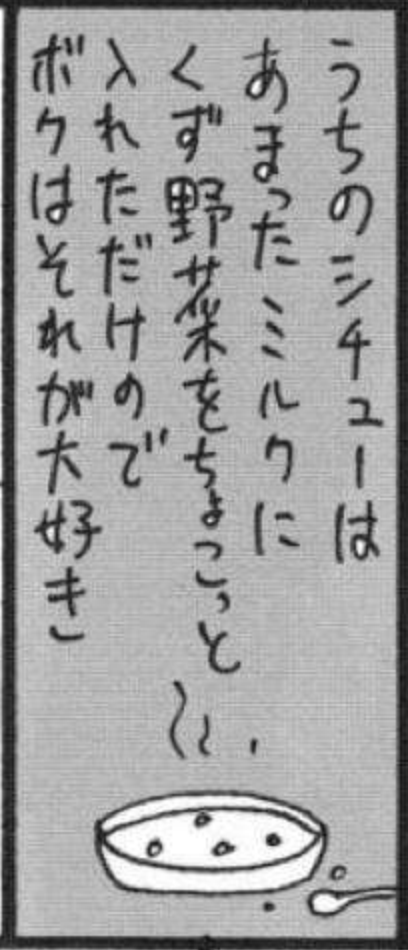 うちのシチューは
あまったミルクに
くず野菜をちょこっと
入れただけので
ボクはそれが大好き